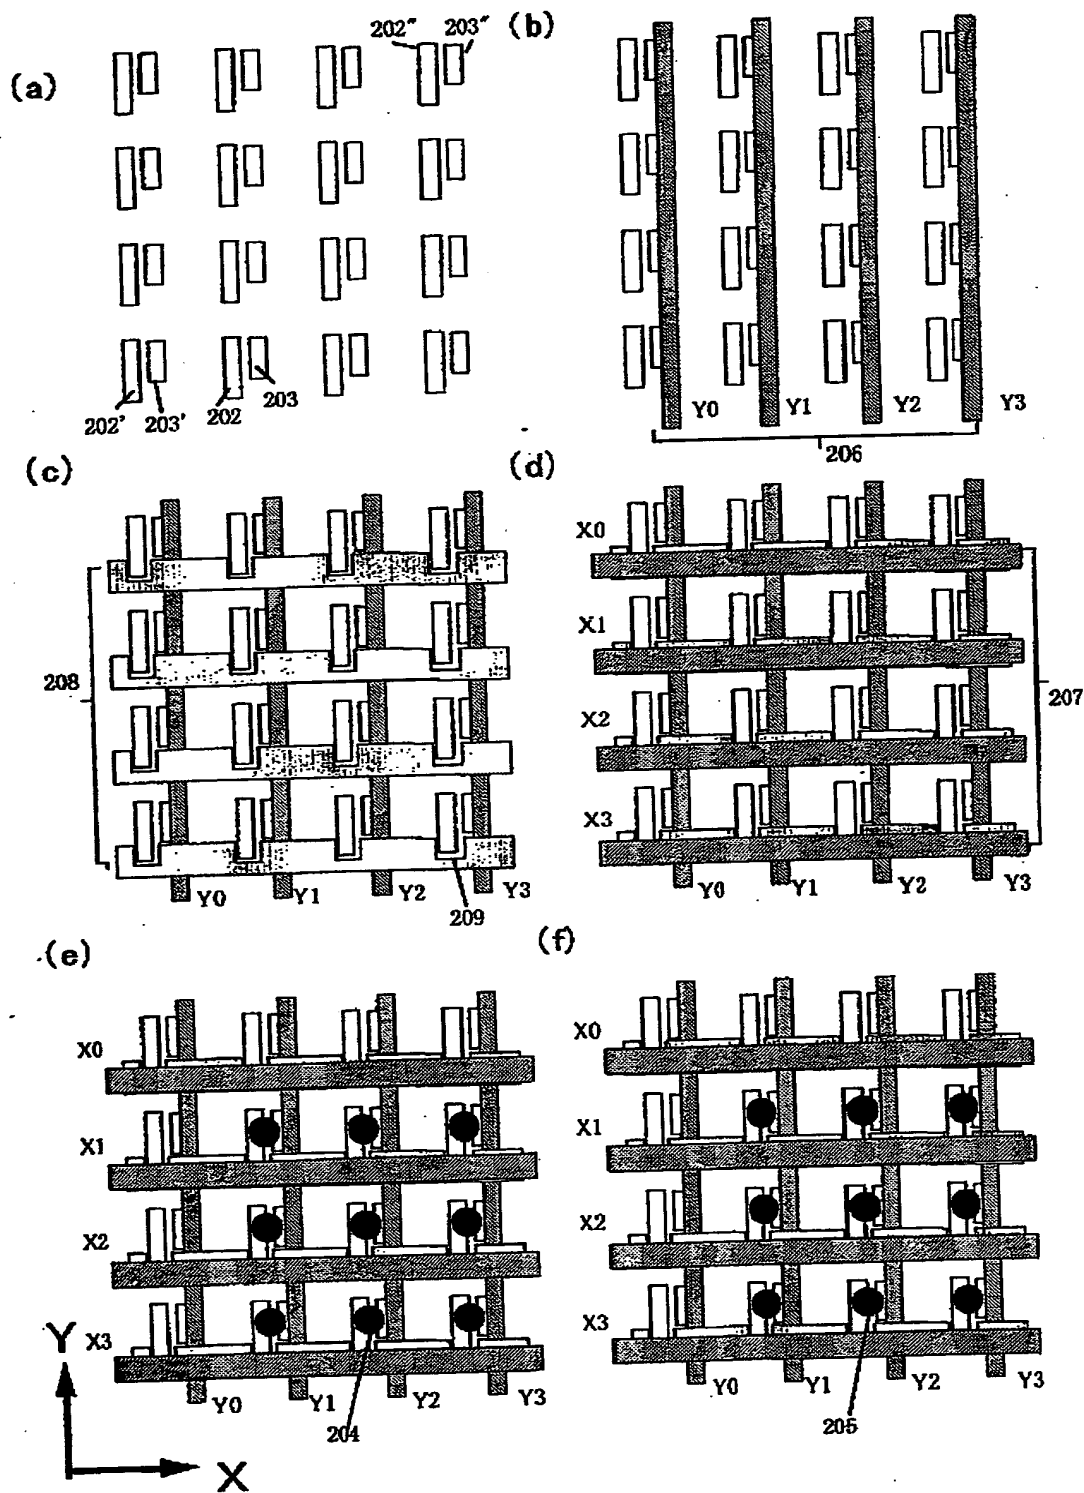 (a)
202" 203"
202' 203' 202 203
(b)
Y0 Y1 Y2 Y3
206
(c)
208
Y0 Y1 Y2 Y3
209
(d)
X0
X1
X2
X3
207
Y0 Y1 Y2 Y3
(e)
X0
X1
X2
X3
Y0 Y1 Y2 Y3
204
Y
X
(f)
X0
X1
X2
X3
Y0 Y1 Y2 Y3
205